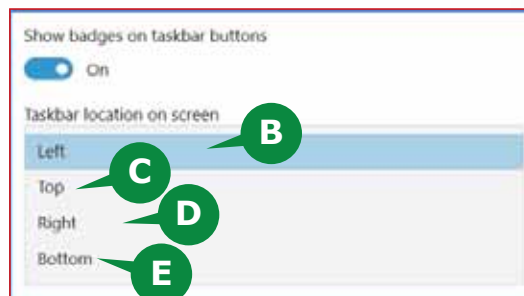 Show badges on taskbar buttons
On
Taskbar location on screen
Left
B
Top
C
Right
D
Bottom
E